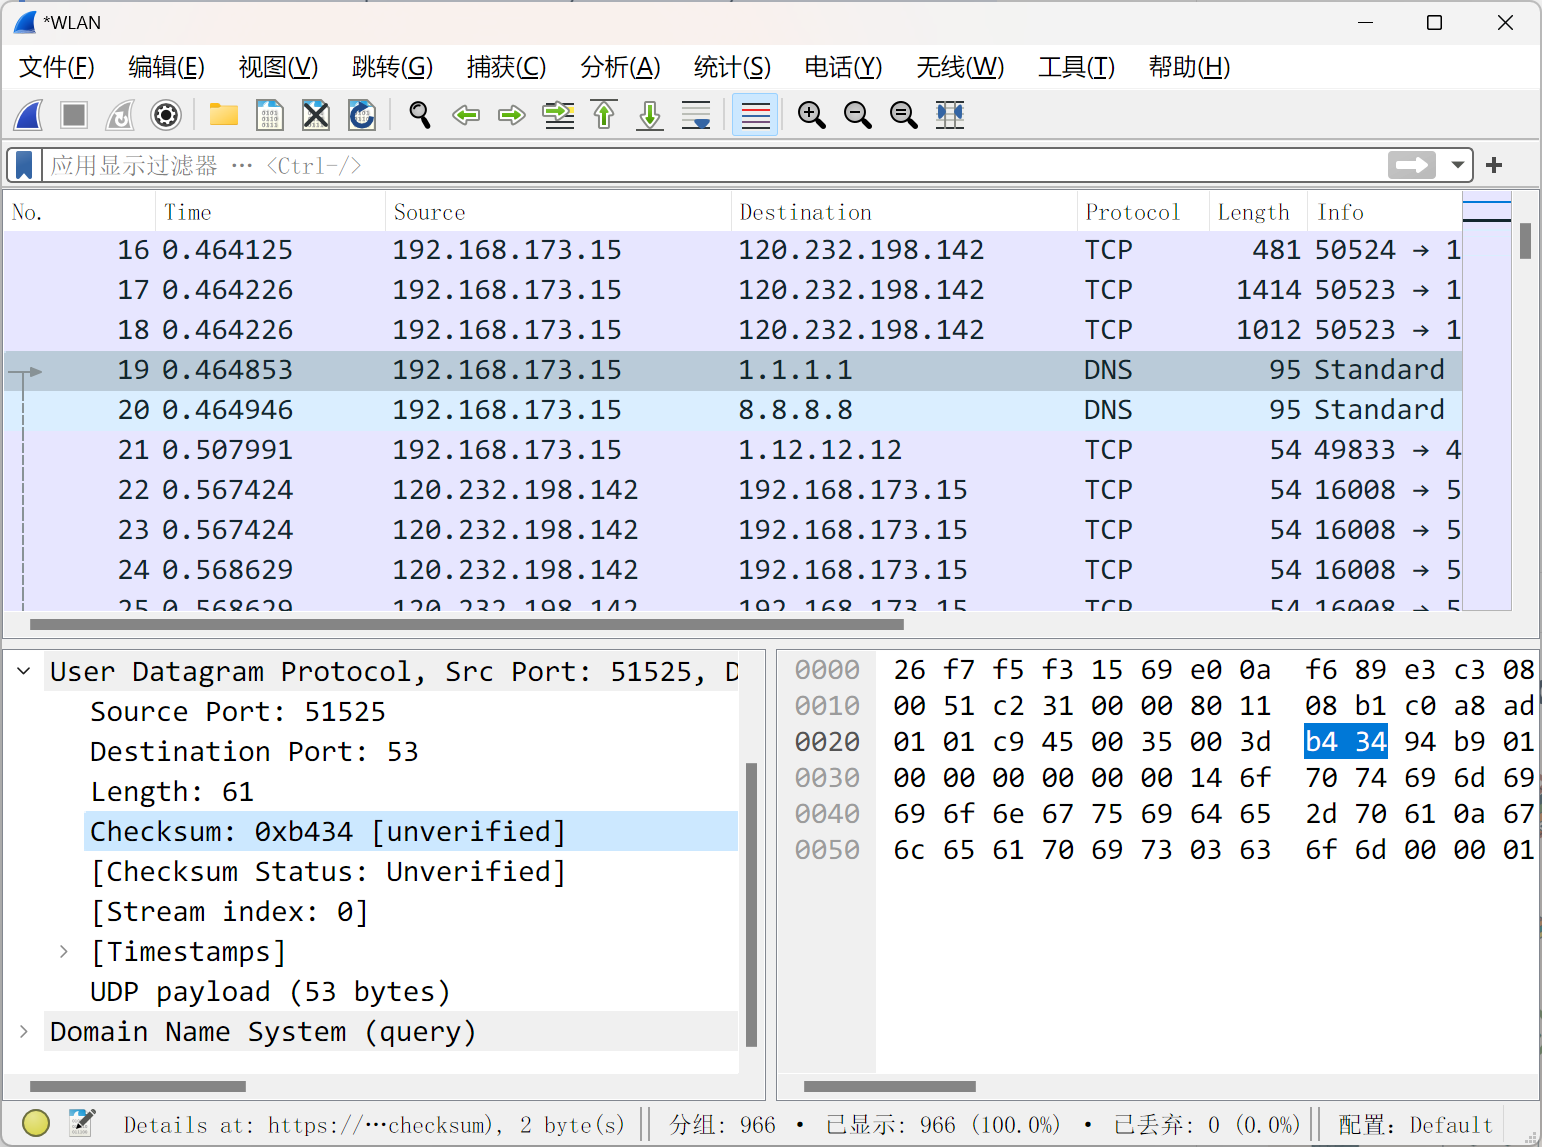 *WLAN
文件(F) 编辑(E) 视图(V) 跳转(G) 捕获(C) 分析(A) 统计(S) 电话(Y) 无线(W) 工具(T) 帮助(H)
应用显示过滤器 … <Ctrl-/>
No. Time Source Destination Protocol Length Info
16 0.464125 192.168.173.15 120.232.198.142 TCP 481 50524 → 1
17 0.464226 192.168.173.15 120.232.198.142 TCP 1414 50523 → 1
18 0.464226 192.168.173.15 120.232.198.142 TCP 1012 50523 → 1
19 0.464853 192.168.173.15 1.1.1.1 DNS 95 Standard
20 0.464946 192.168.173.15 8.8.8.8 DNS 95 Standard
21 0.507991 192.168.173.15 1.12.12.12 TCP 54 49833 → 4
22 0.567424 120.232.198.142 192.168.173.15 TCP 54 16008 → 5
23 0.567424 120.232.198.142 192.168.173.15 TCP 54 16008 → 5
24 0.568629 120.232.198.142 192.168.173.15 TCP 54 16008 → 5
25 0.568629 120.232.198.142 192.168.173.15 TCP 54 16008 → 5
User Datagram Protocol, Src Port: 51525, D
Source Port: 51525
Destination Port: 53
Length: 61
Checksum: 0xb434 [unverified]
[Checksum Status: Unverified]
[Stream index: 0]
[Timestamps]
UDP payload (53 bytes)
Domain Name System (query)
0000 26 f7 f5 f3 15 69 e0 0a f6 89 e3 c3 08
0010 00 51 c2 31 00 00 80 11 08 b1 c0 a8 ad
0020 01 01 c9 45 00 35 00 3d b4 34 94 b9 01
0030 00 00 00 00 00 00 14 6f 70 74 69 6d 69
0040 69 6f 6e 67 75 69 64 65 2d 70 61 0a 67
0050 6c 65 61 70 69 73 03 63 6f 6d 00 00 01
Details at: https://…checksum), 2 byte(s) 分组: 966 · 已显示: 966 (100.0%) · 已丢弃: 0 (0.0%) 配置: Default